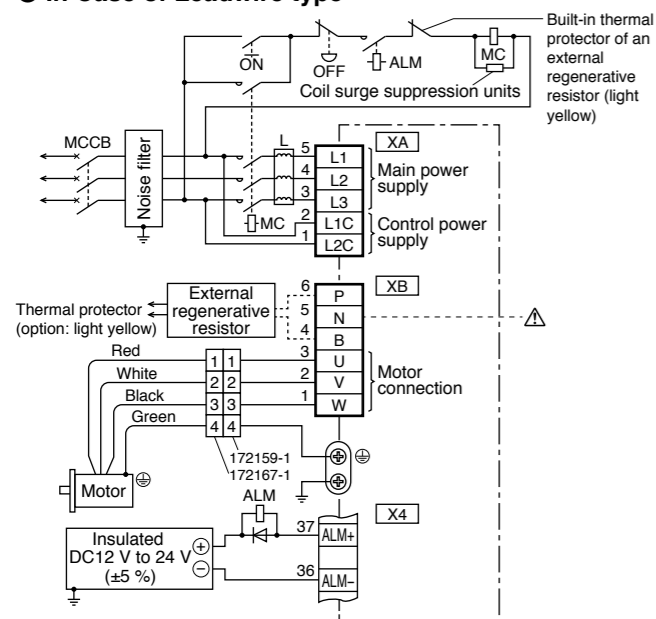 In case of Leadwire type
ON
OFF
ALM
MC
Coil surge suppression units
Built-in thermal
protector of an
external
regenerative
resistor (light
yellow)
MCCB
Noise filter
L
MC
XA
5 L1
4 L2
3 L3
2 L1C
1 L2C
Main power
supply
Control power
supply
XB
6 P
5 N
4 B
3 U
2 V
1 W
Motor
connection
External
regenerative
resistor
Thermal protector
(option: light yellow)
Red
White
Black
Green
1 1
2 2
3 3
4 4
172159-1
172167-1
Motor
ALM
X4
37 ALM+
36 ALM−
Insulated
DC12 V to 24 V
(±5 %)
+
−